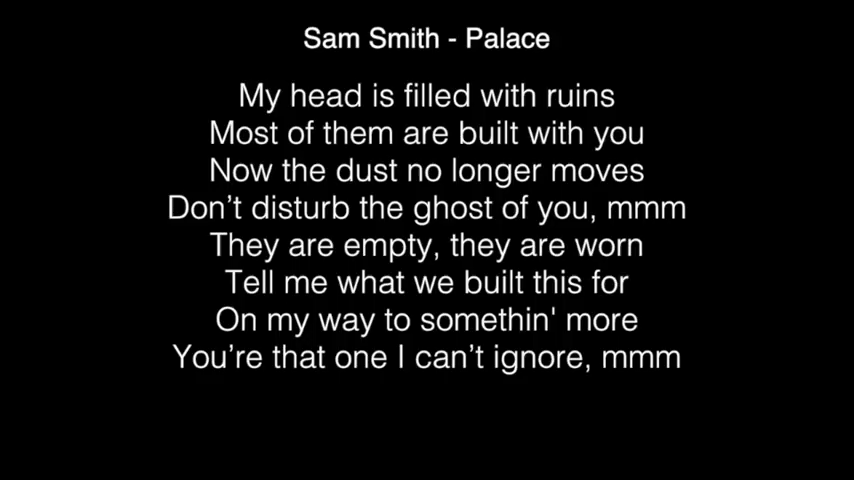 Sam Smith - Palace
My head is filled with ruins
Most of them are built with you
Now the dust no longer moves
Don’t disturb the ghost of you, mmm
They are empty, they are worn
Tell me what we built this for
On my way to somethin' more
You’re that one I can’t ignore, mmm